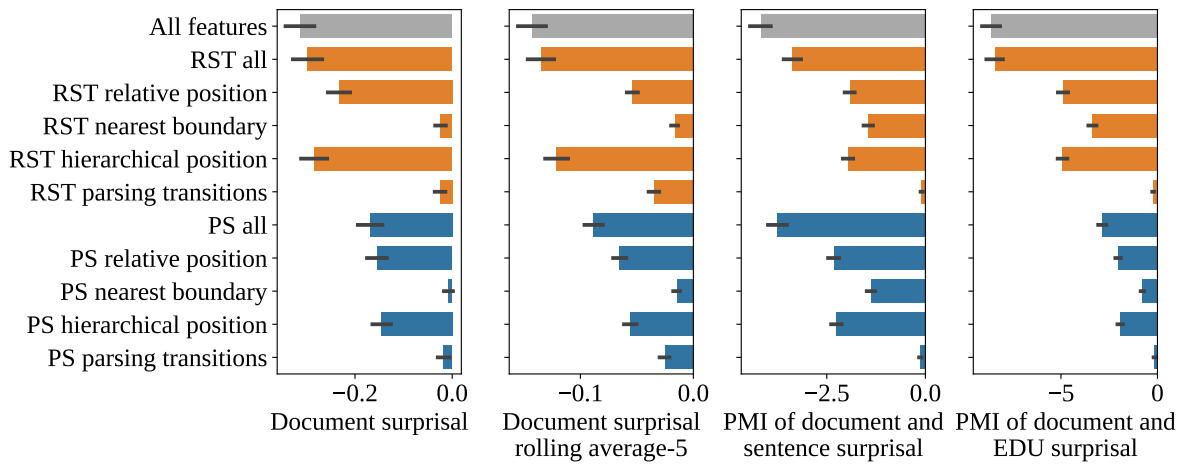 All features
RST all
RST relative position
RST nearest boundary
RST hierarchical position
RST parsing transitions
PS all
PS relative position
PS nearest boundary
PS hierarchical position
PS parsing transitions
−0.2 0.0
Document surprisal
−0.1 0.0
Document surprisal
rolling average-5
−2.5 0.0
PMI of document and
sentence surprisal
−5 0
PMI of document and
EDU surprisal